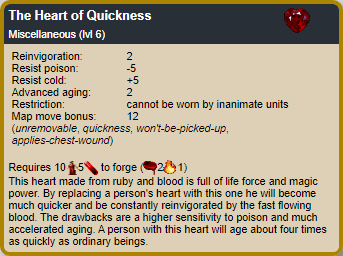 The Heart of Quickness
Miscellaneous (lvl 6)
Reinvigoration: 2
Resist poison: -5
Resist cold: +5
Advanced aging: 2
Restriction: cannot be worn by inanimate units
Map move bonus: 12
(unremovable, quickness, won't-be-picked-up,
applies-chest-wound)
Requires 10 5 to forge ( 2 1)
This heart made from ruby and blood is full of life force and magic
power. By replacing a person's heart with this one he will become
much quicker and be constantly reinvigorated by the fast flowing
blood. The drawbacks are a higher sensitivity to poison and much
accelerated aging. A person with this heart will age about four times
as quickly as ordinary beings.